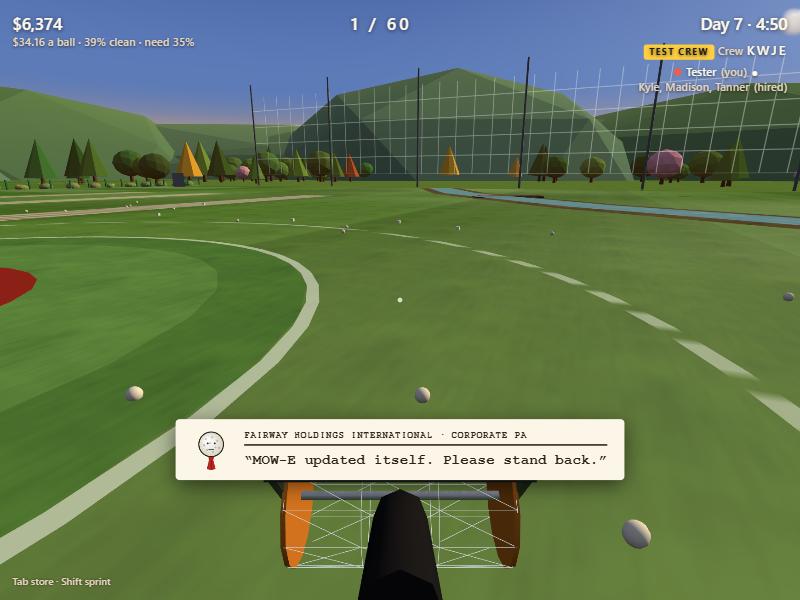 $6,374
$34.16 a ball · 39% clean · need 35%
1 / 60
Day 7 · 4:50
TEST CREW Crew KWJE
Tester (you)
Kyle, Madison, Tanner (hired)
FAIRWAY HOLDINGS INTERNATIONAL · CORPORATE PA
“MOW-E updated itself. Please stand back.”
Tab store · Shift sprint